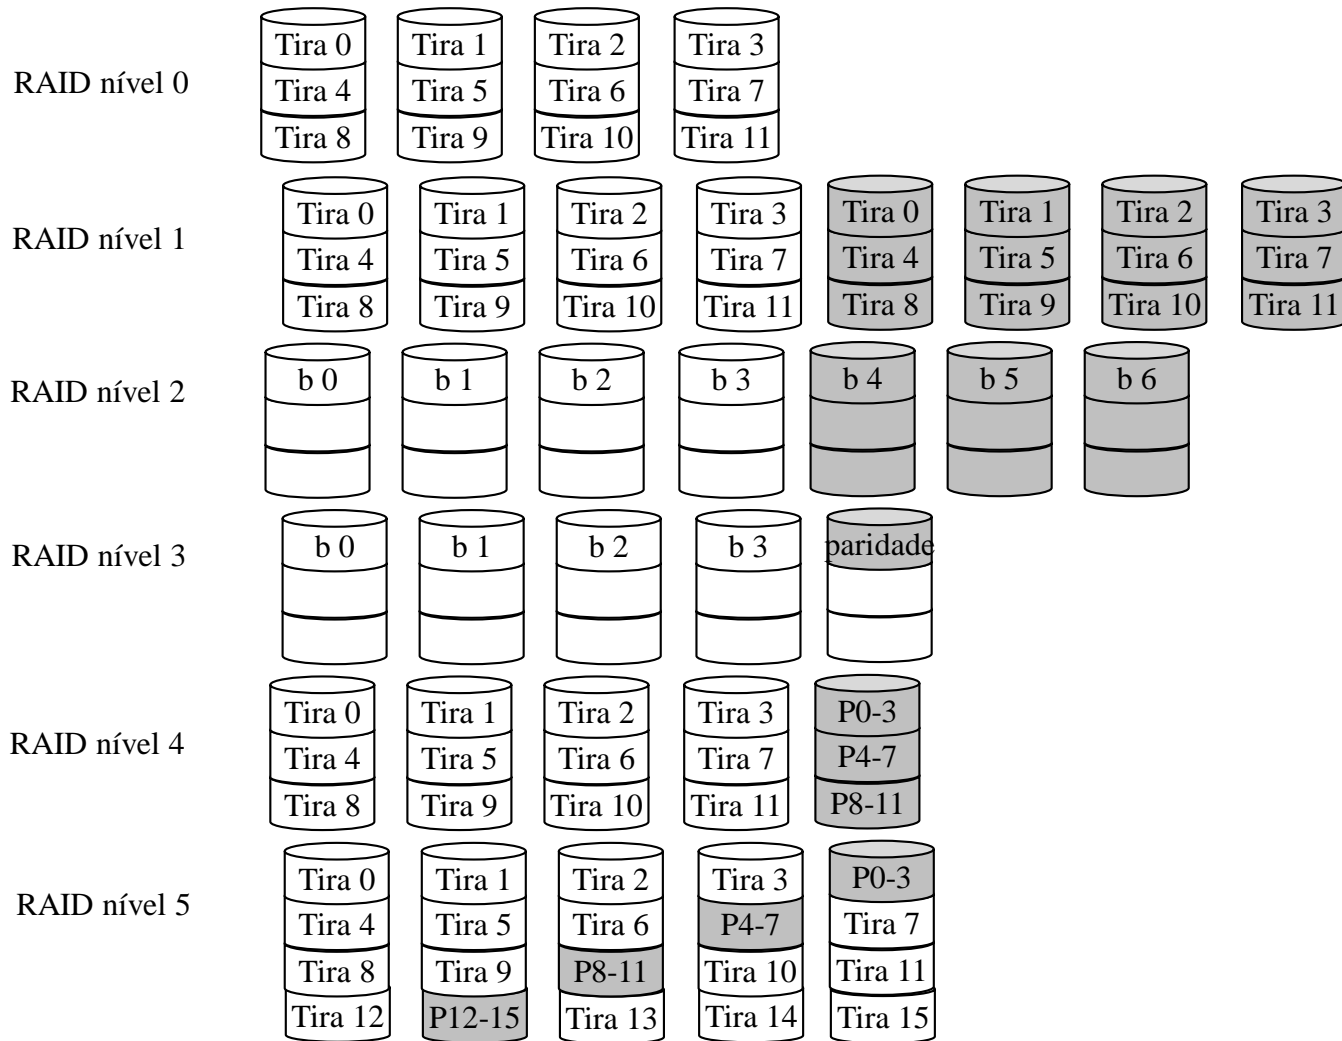 RAID nível 0
Tira 0 Tira 1 Tira 2 Tira 3
Tira 4 Tira 5 Tira 6 Tira 7
Tira 8 Tira 9 Tira 10 Tira 11
RAID nível 1
Tira 0 Tira 1 Tira 2 Tira 3 Tira 0 Tira 1 Tira 2 Tira 3
Tira 4 Tira 5 Tira 6 Tira 7 Tira 4 Tira 5 Tira 6 Tira 7
Tira 8 Tira 9 Tira 10 Tira 11 Tira 8 Tira 9 Tira 10 Tira 11
RAID nível 2
b 0 b 1 b 2 b 3 b 4 b 5 b 6
RAID nível 3
b 0 b 1 b 2 b 3 paridade
RAID nível 4
Tira 0 Tira 1 Tira 2 Tira 3 P0-3
Tira 4 Tira 5 Tira 6 Tira 7 P4-7
Tira 8 Tira 9 Tira 10 Tira 11 P8-11
RAID nível 5
Tira 0 Tira 1 Tira 2 Tira 3 P0-3
Tira 4 Tira 5 Tira 6 P4-7 Tira 7
Tira 8 Tira 9 P8-11 Tira 10 Tira 11
Tira 12 P12-15 Tira 13 Tira 14 Tira 15